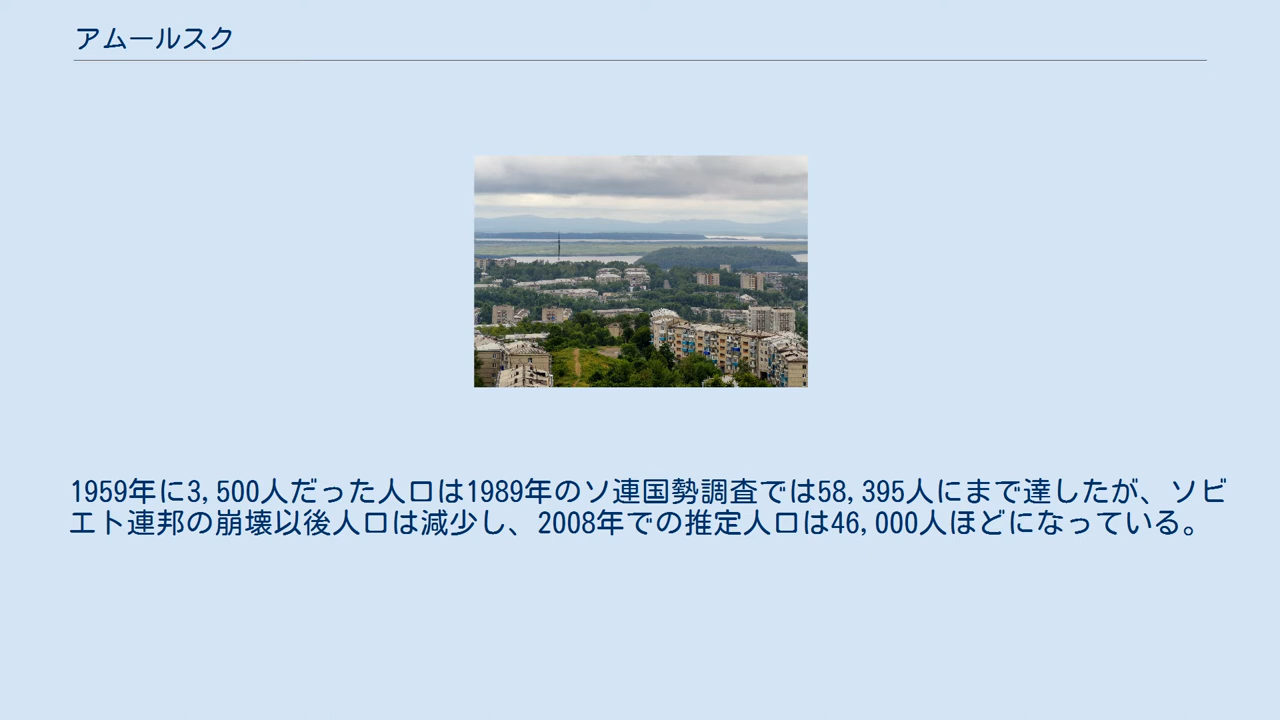 アムールスク
1959年に3,500人だった人口は1989年のソ連国勢調査では58,395人にまで達したが、ソビ
エト連邦の崩壊以後人口は減少し、2008年での推定人口は46,000人ほどになっている。